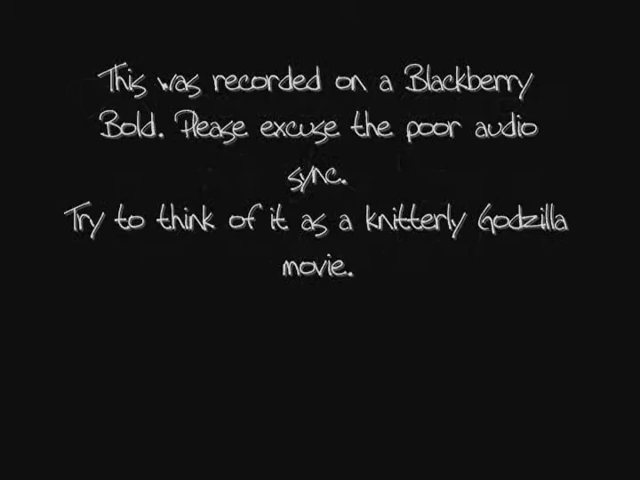 This was recorded on a Blackberry
Bold. Please excuse the poor audio
sync.
Try to think of it as a knitterly Godzilla
movie.